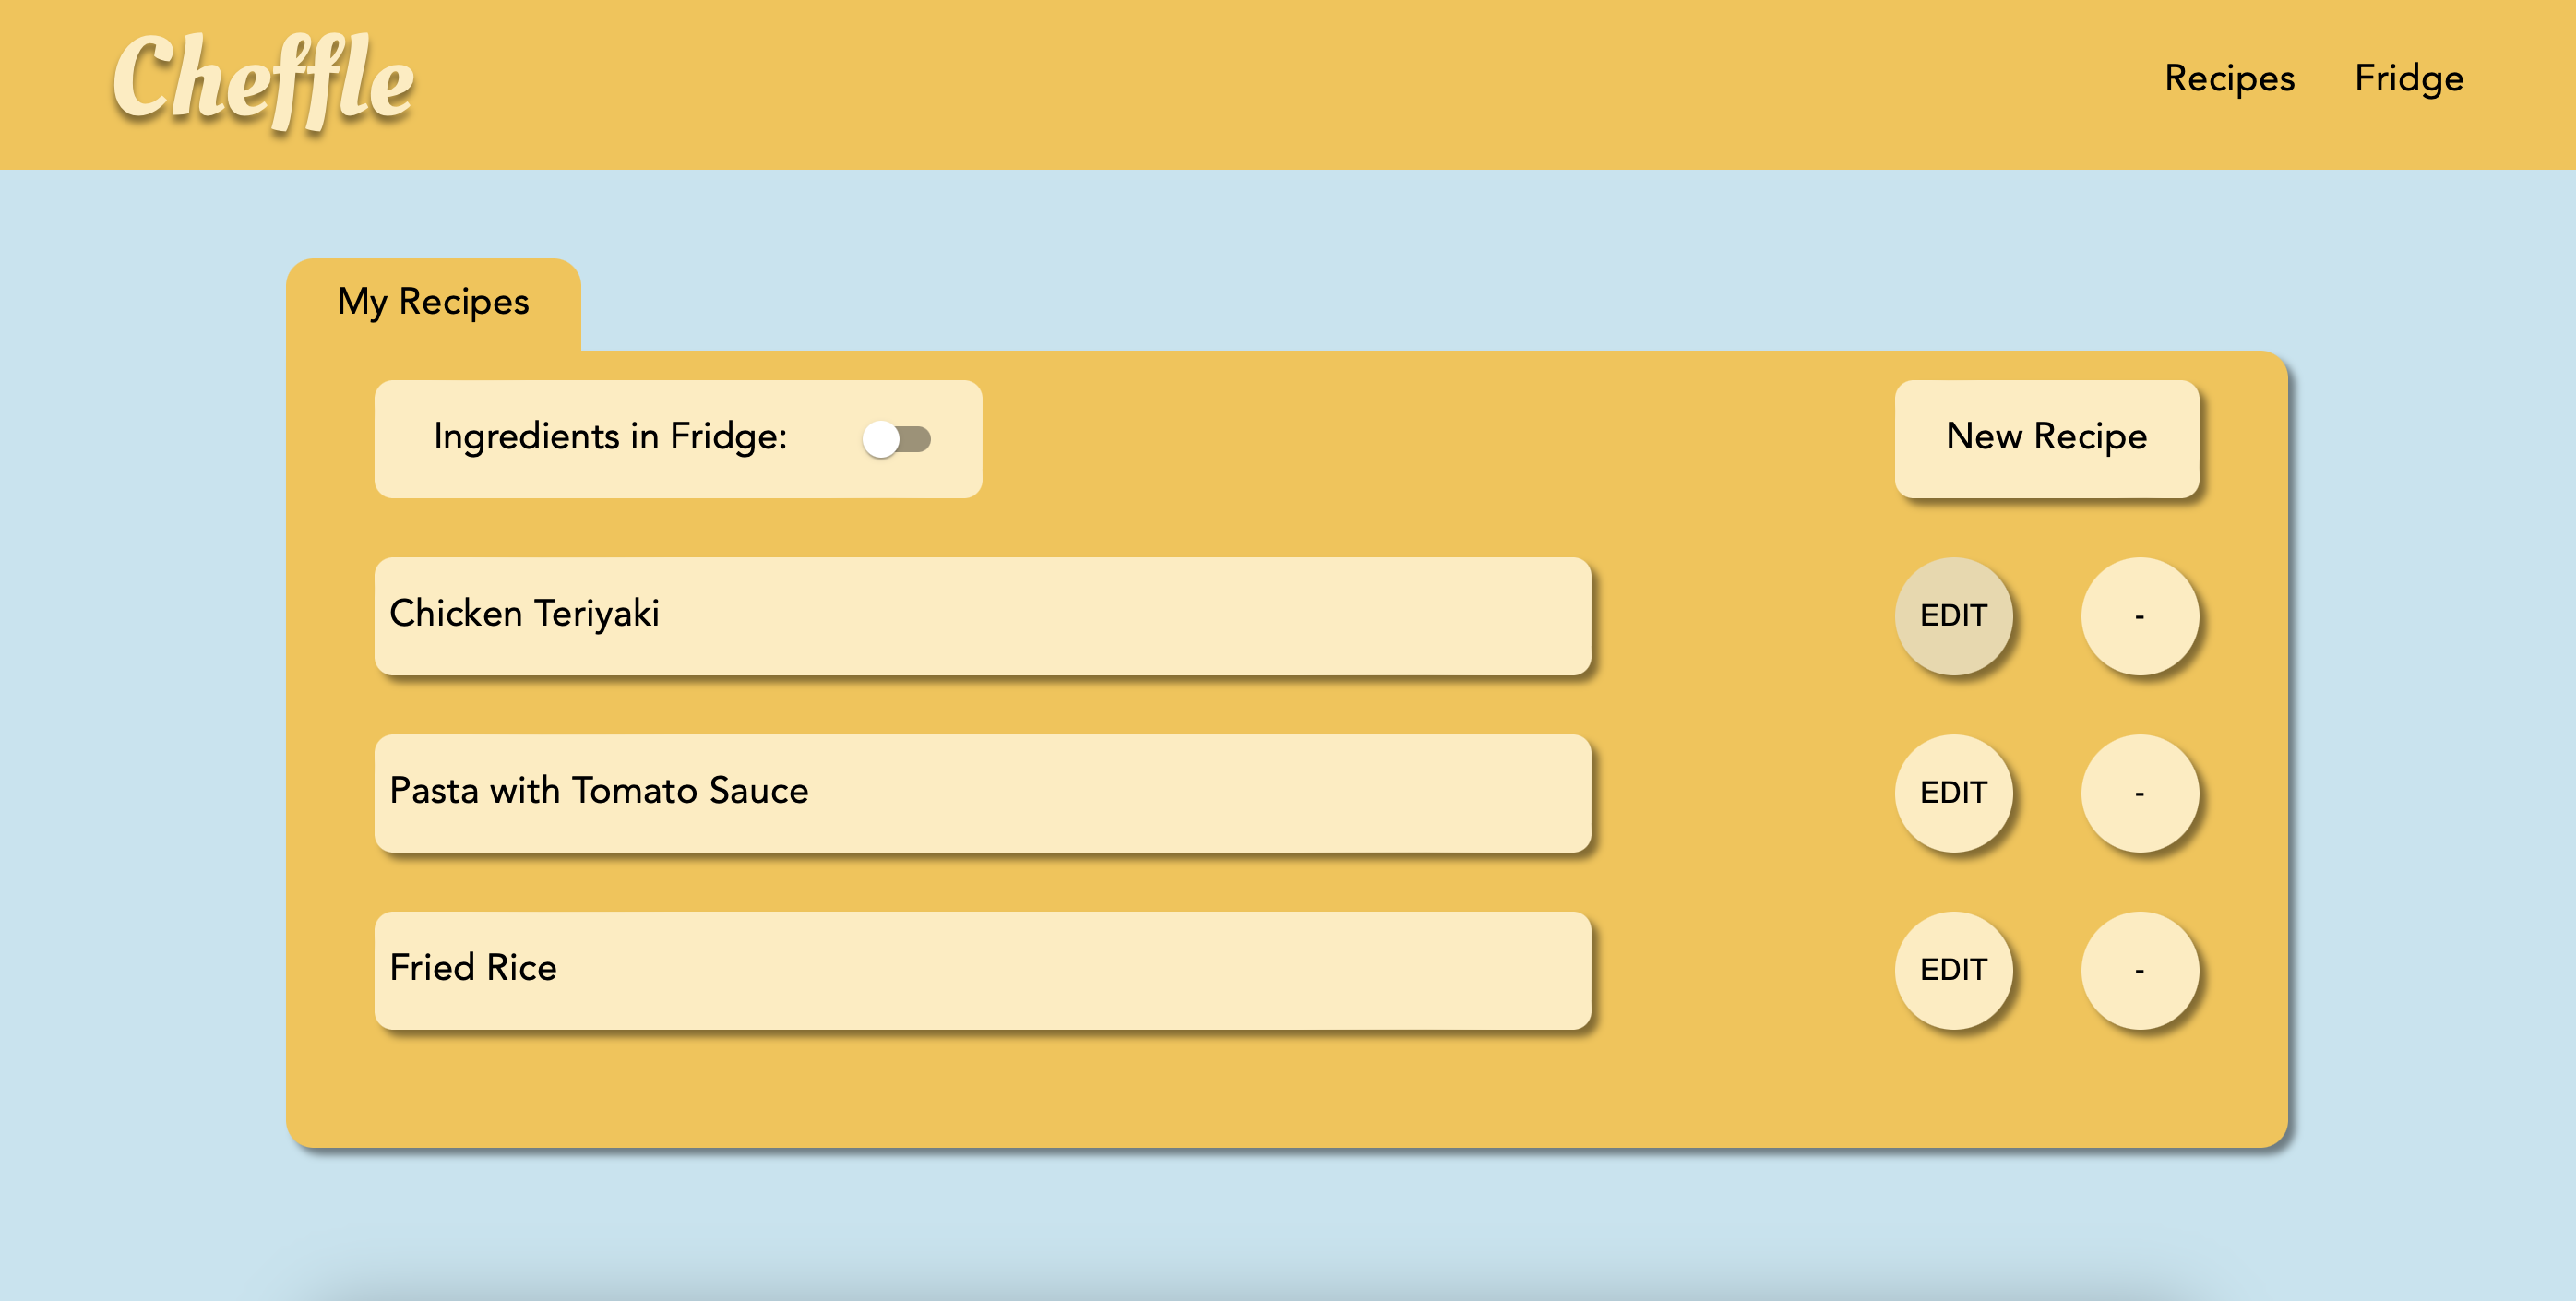 Cheffle
Recipes Fridge
My Recipes
Ingredients in Fridge: New Recipe
Chicken Teriyaki EDIT -
Pasta with Tomato Sauce EDIT -
Fried Rice EDIT -